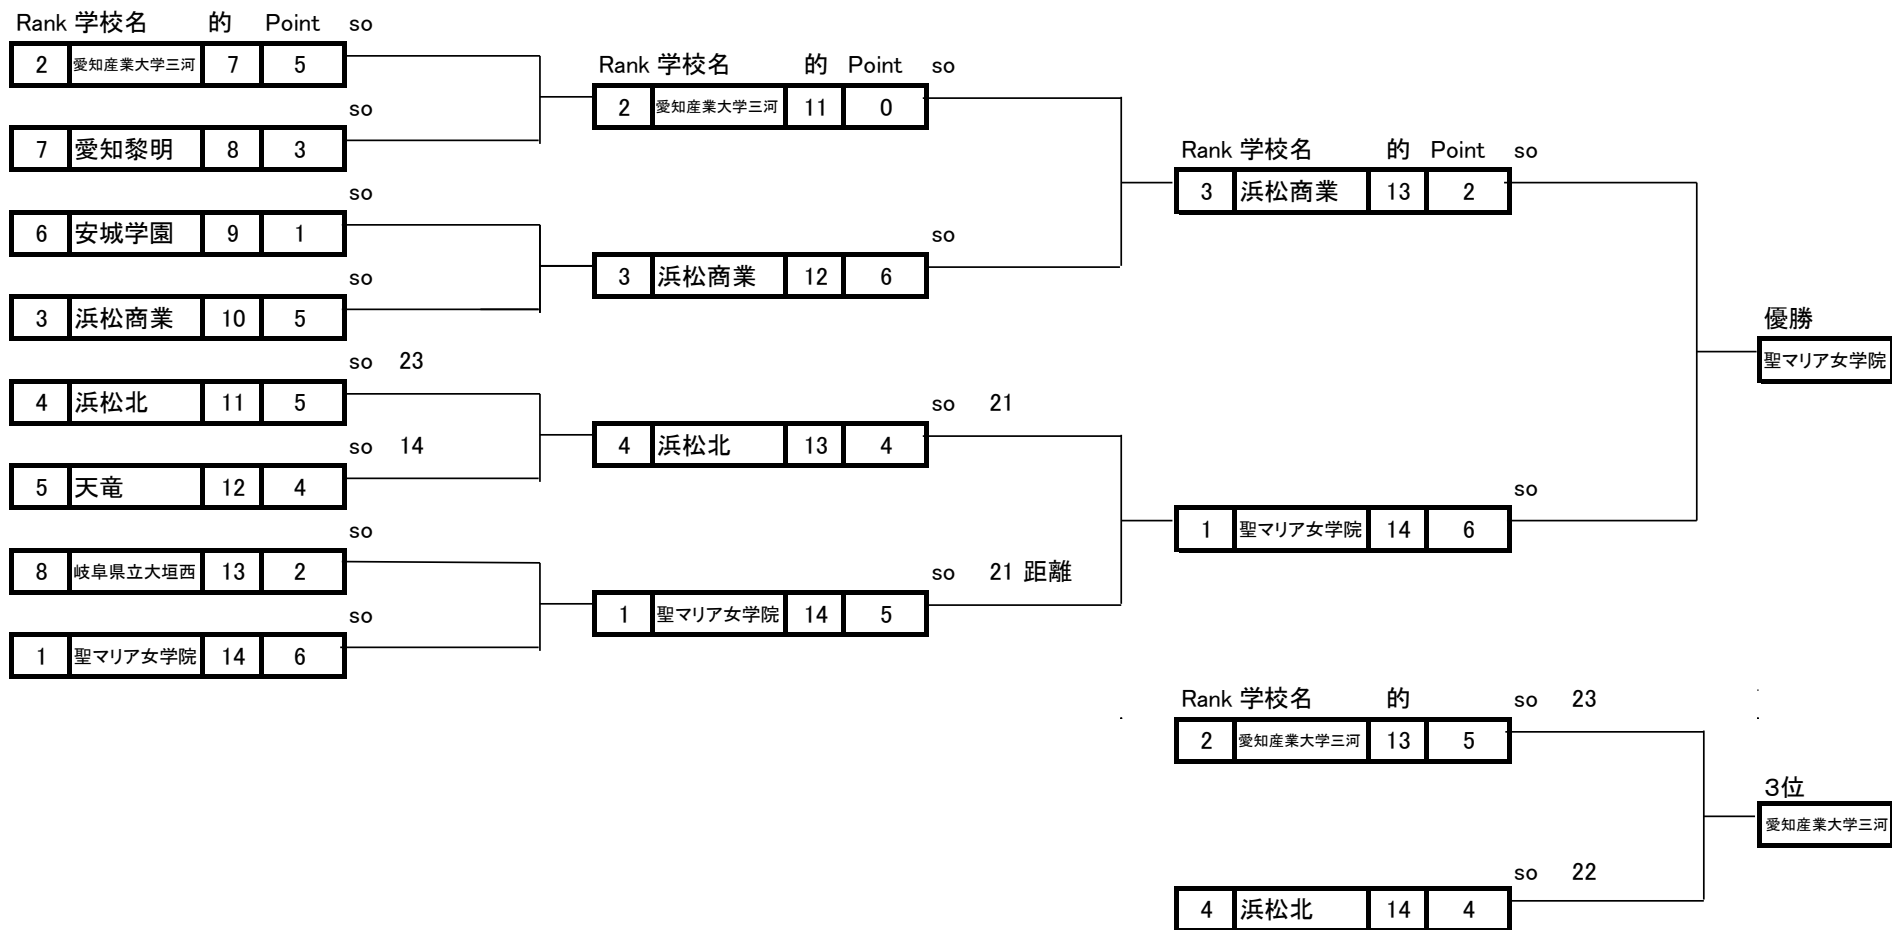 Rank 学校名 的 Point so
2 愛知産業大学三河 7 5
so
7 愛知黎明 8 3
so
6 安城学園 9 1
so
3 浜松商業 10 5
so 23
4 浜松北 11 5
so 14
5 天竜 12 4
so
8 岐阜県立大垣西 13 2
so
1 聖マリア女学院 14 6
Rank 学校名 的 Point so
2 愛知産業大学三河 11 0
so
3 浜松商業 12 6
so 21
4 浜松北 13 4
so 21 距離
1 聖マリア女学院 14 5
Rank 学校名 的 Point so
3 浜松商業 13 2
so
1 聖マリア女学院 14 6
優勝
聖マリア女学院
Rank 学校名 的 so 23
2 愛知産業大学三河 13 5
so 22
4 浜松北 14 4
3位
愛知産業大学三河